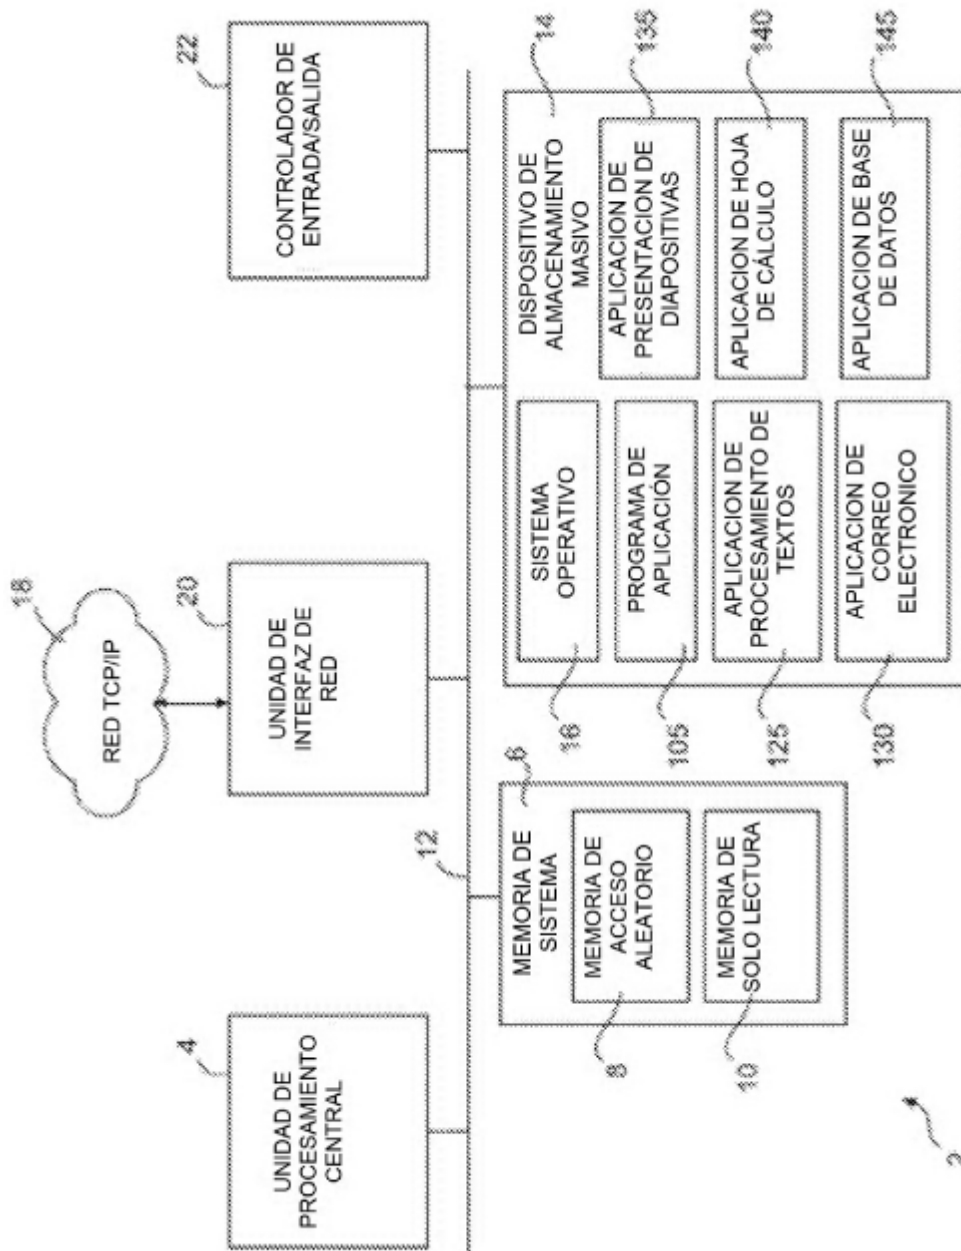 18
RED TCP/IP
4
UNIDAD DE
PROCESAMIENTO
CENTRAL
20
UNIDAD DE
INTERFAZ DE
RED
22
CONTROLADOR DE
ENTRADA/SALIDA
12
6
MEMORIA DE
SISTEMA
MEMORIA DE
ACCESO
ALEATORIO
8
MEMORIA DE
SOLO LECTURA
10
14
DISPOSITIVO DE
ALMACENAMIENTO
MASIVO
SISTEMA
OPERATIVO
16
PROGRAMA DE
APLICACIÓN
105
APLICACION DE
PROCESAMIENTO DE
TEXTOS
125
APLICACION DE
CORREO
ELECTRONICO
130
APLICACION DE
PRESENTACION DE
DIAPOSITIVAS
135
APLICACION DE HOJA
DE CÁLCULO
140
APLICACION DE BASE
DE DATOS
145
2